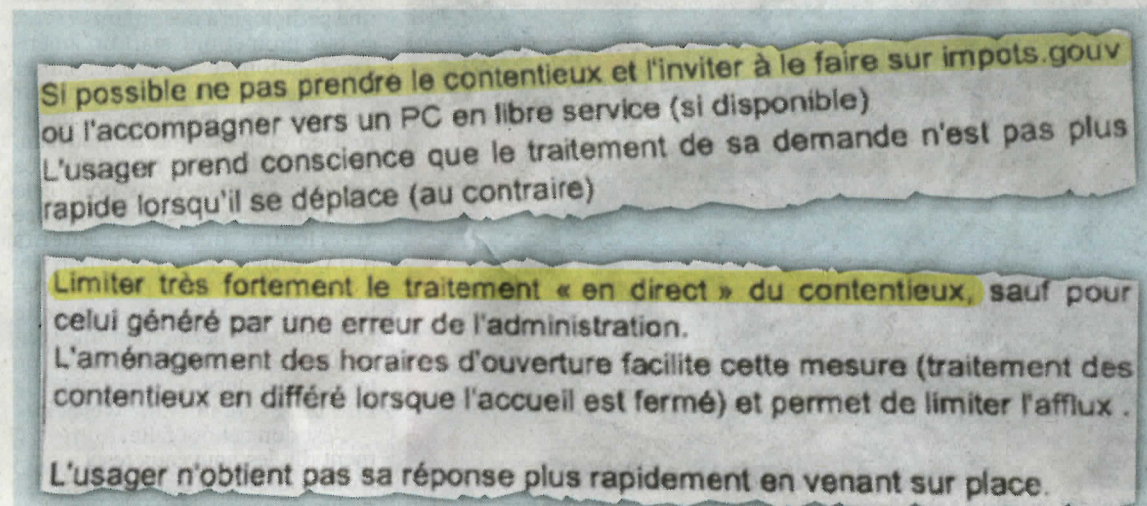 Si possible ne pas prendre le contentieux et l'inviter à le faire sur impots.gouv
ou l'accompagner vers un PC en libre service (si disponible)
L'usager prend conscience que le traitement de sa demande n'est pas plus
rapide lorsqu'il se déplace (au contraire)
Limiter très fortement le traitement « en direct » du contentieux, sauf pour
celui généré par une erreur de l'administration.
L'aménagement des horaires d'ouverture facilite cette mesure (traitement des
contentieux en différé lorsque l'accueil est fermé) et permet de limiter l'afflux .
L'usager n'obtient pas sa réponse plus rapidement en venant sur place.